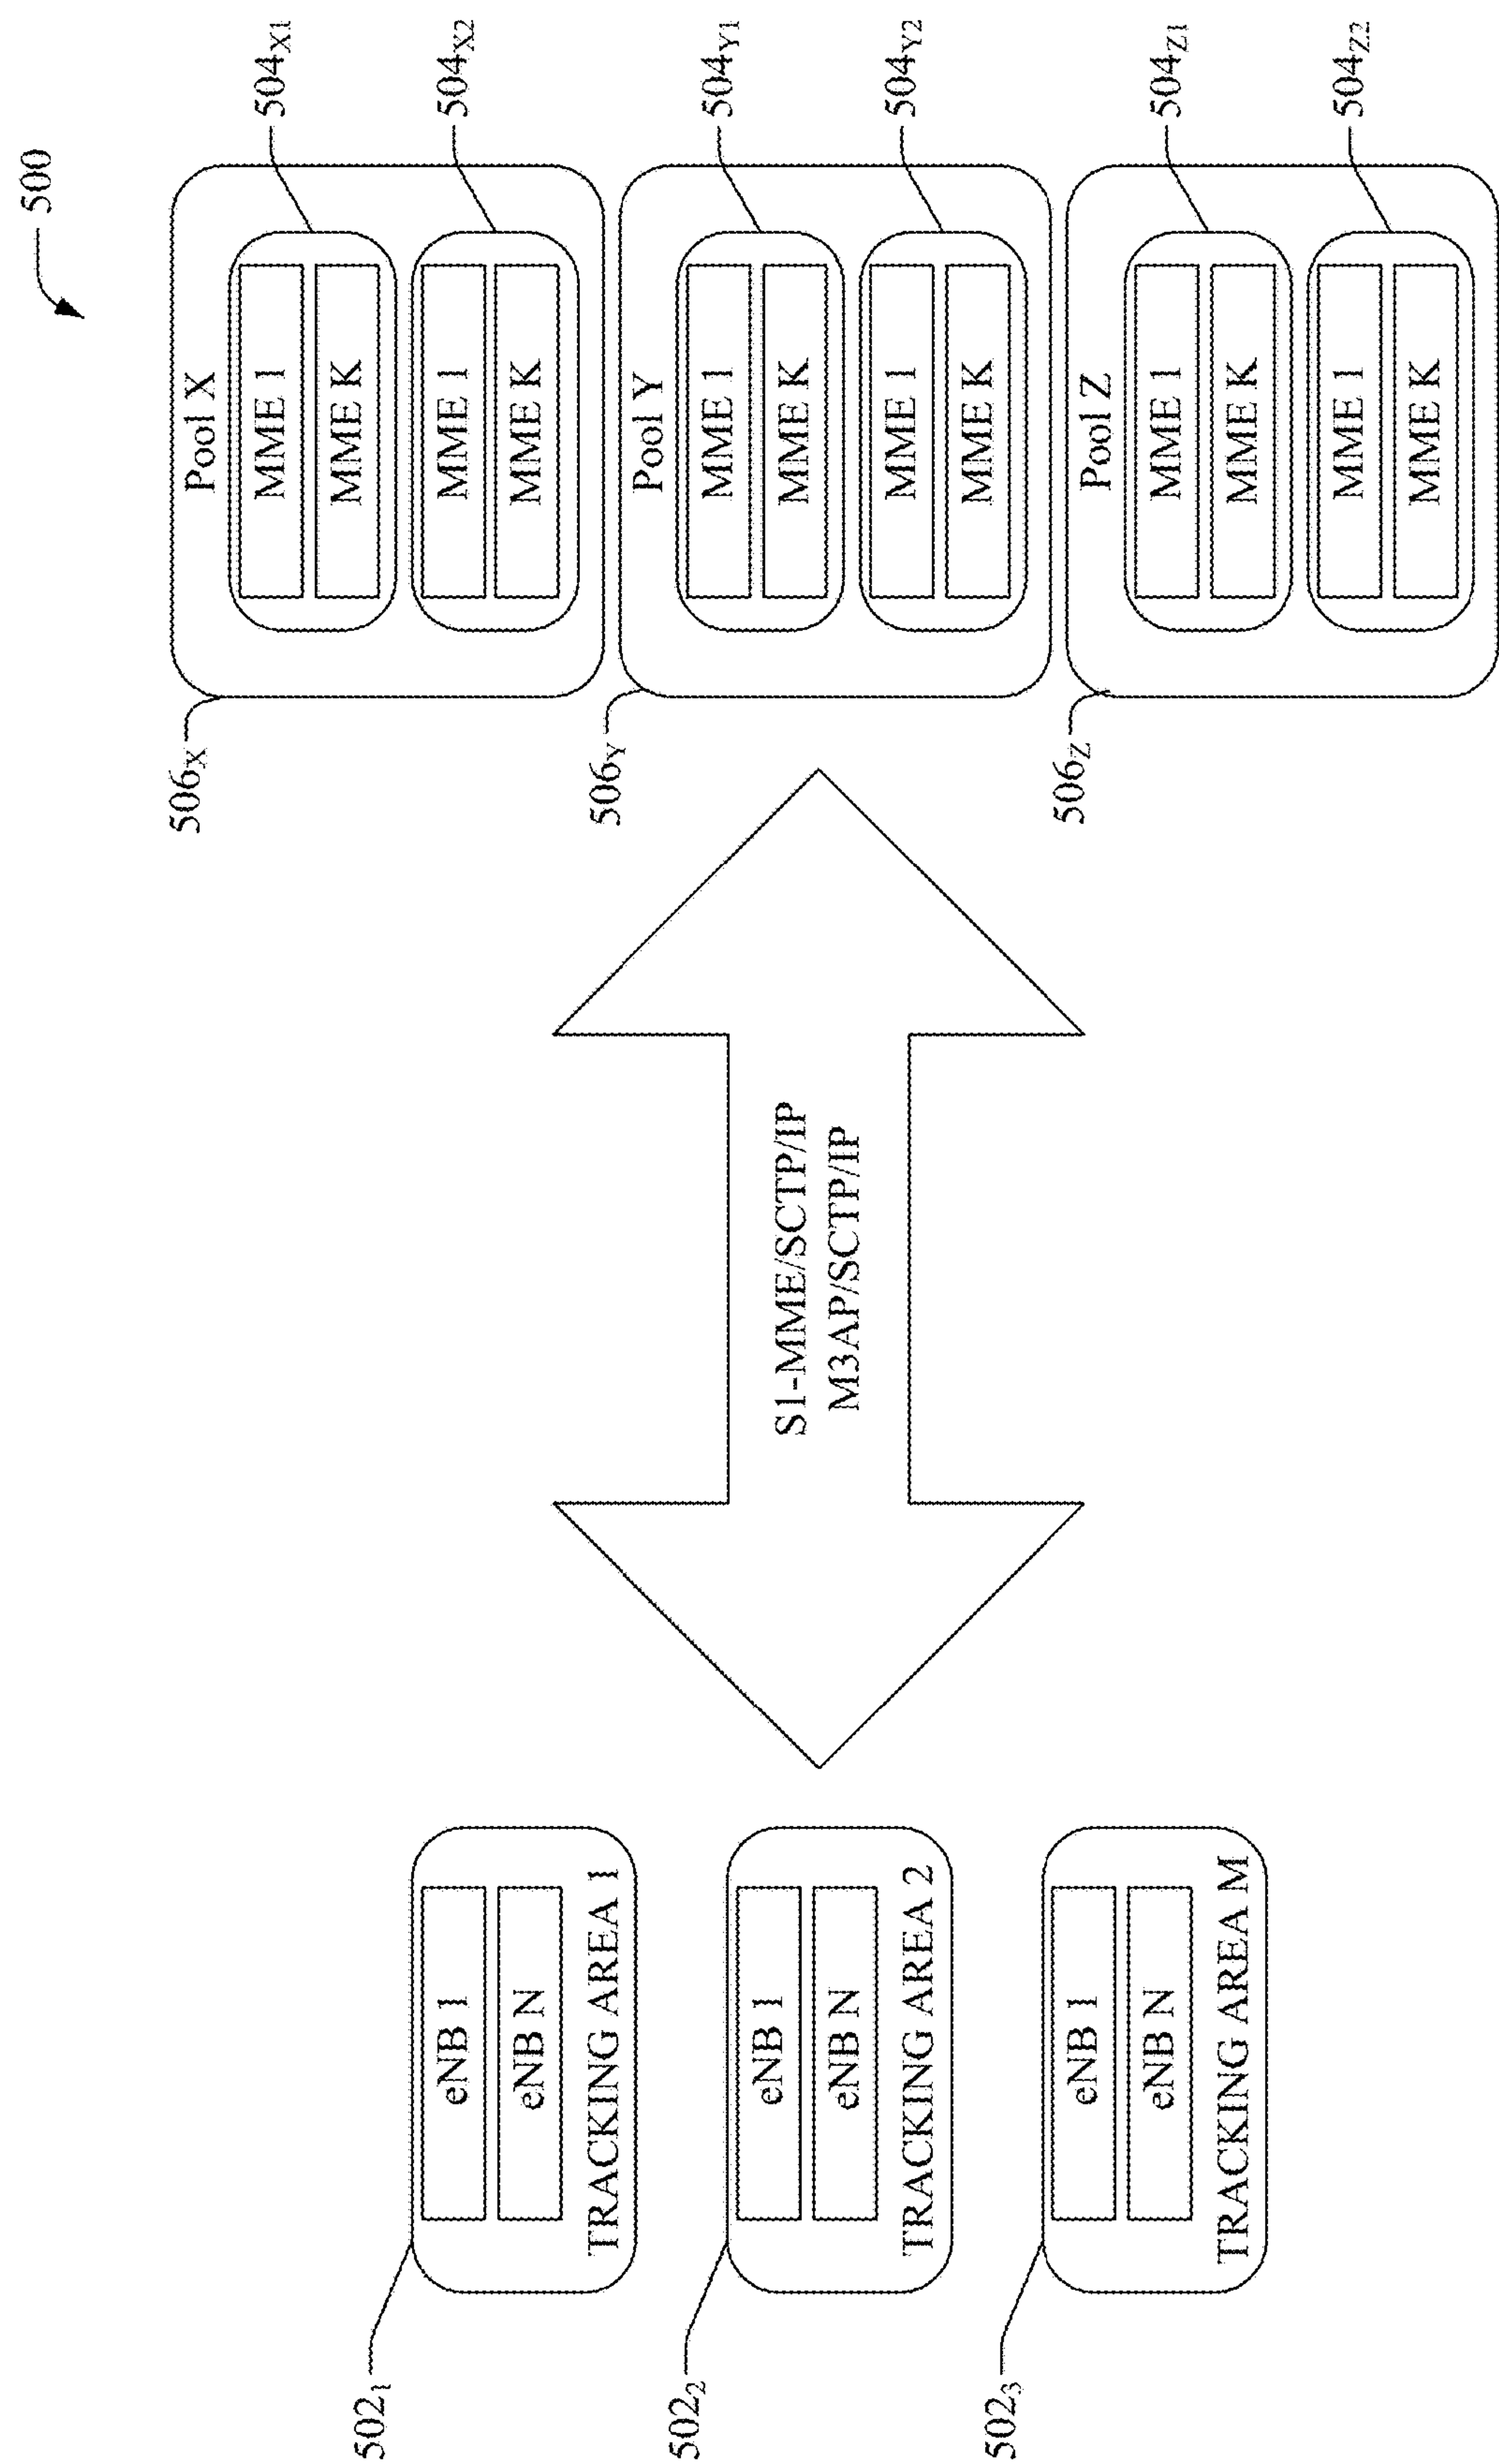 500
502₁
eNB 1
eNB N
TRACKING AREA 1
502₂
eNB 1
eNB N
TRACKING AREA 2
502₃
eNB 1
eNB N
TRACKING AREA M
S1-MME/SCTP/IP
M3AP/SCTP/IP
506X
Pool X
MME 1
MME K
504X1
MME 1
MME K
504X2
506Y
Pool Y
MME 1
MME K
504Y1
MME 1
MME K
504Y2
506Z
Pool Z
MME 1
MME K
504Z1
MME 1
MME K
504Z2